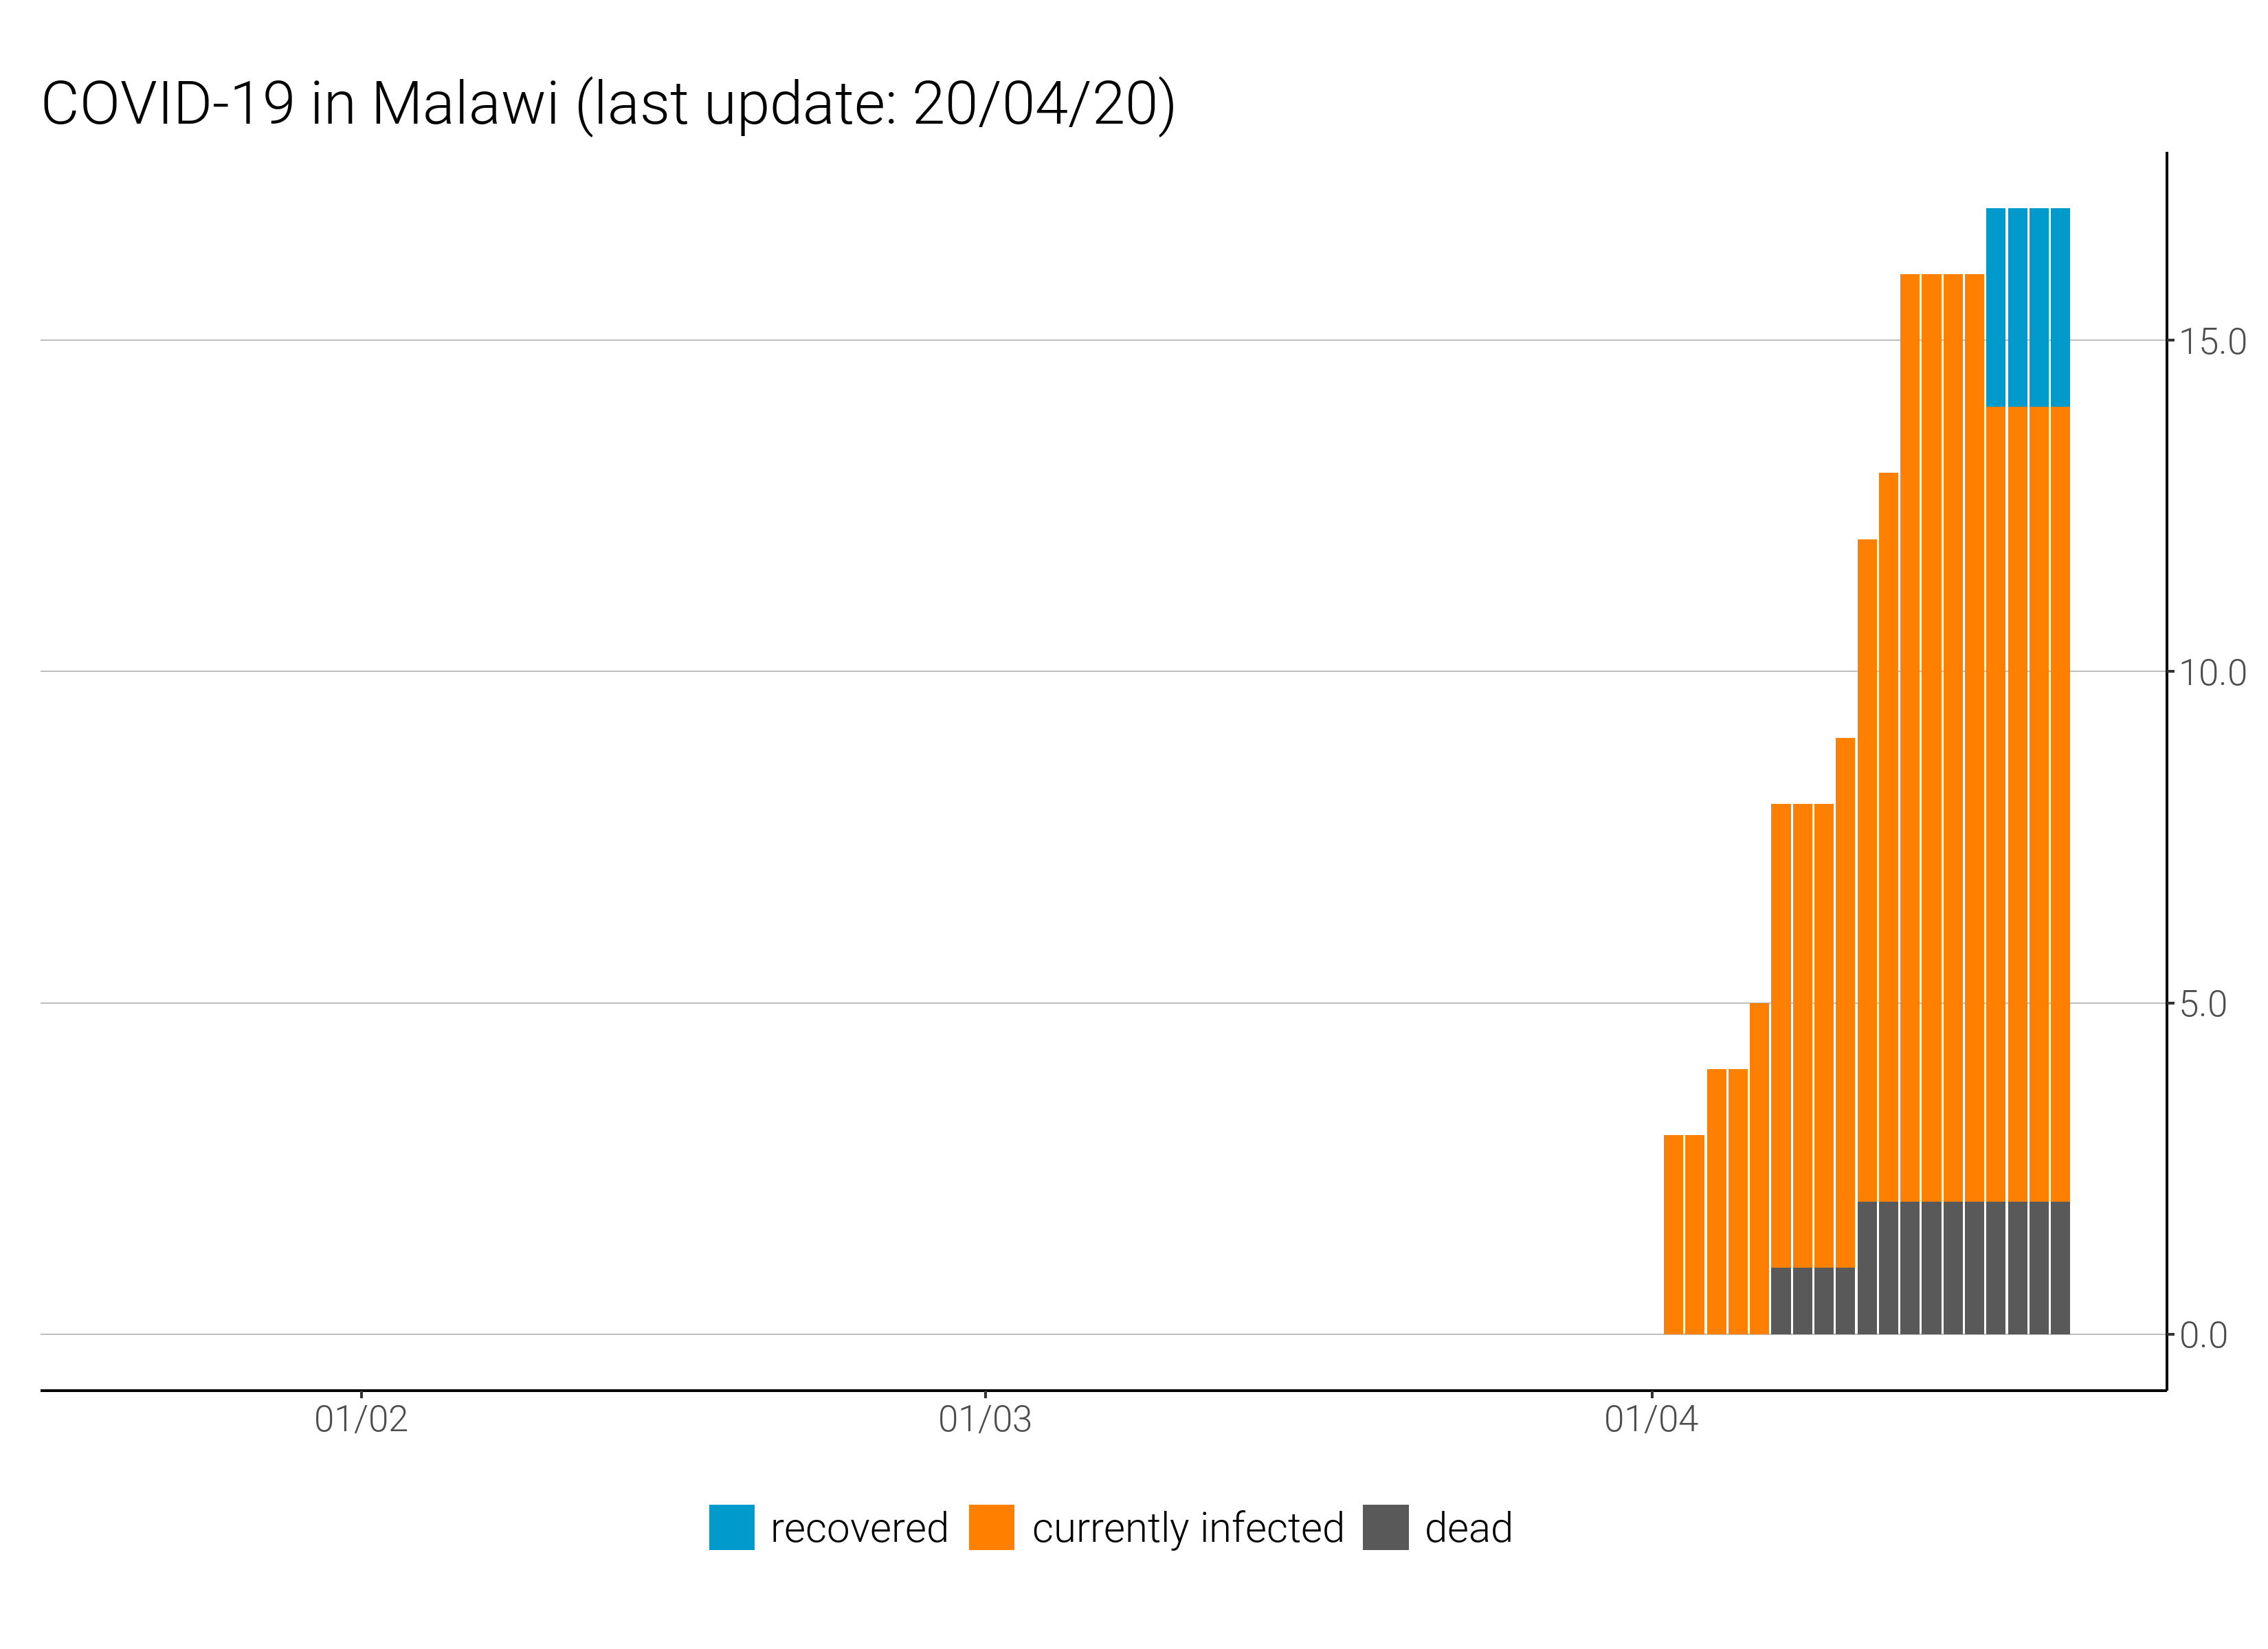 COVID-19 in Malawi (last update: 20/04/20)
15.0
10.0
5.0
0.0
01/02 01/03 01/04
recovered currently infected dead